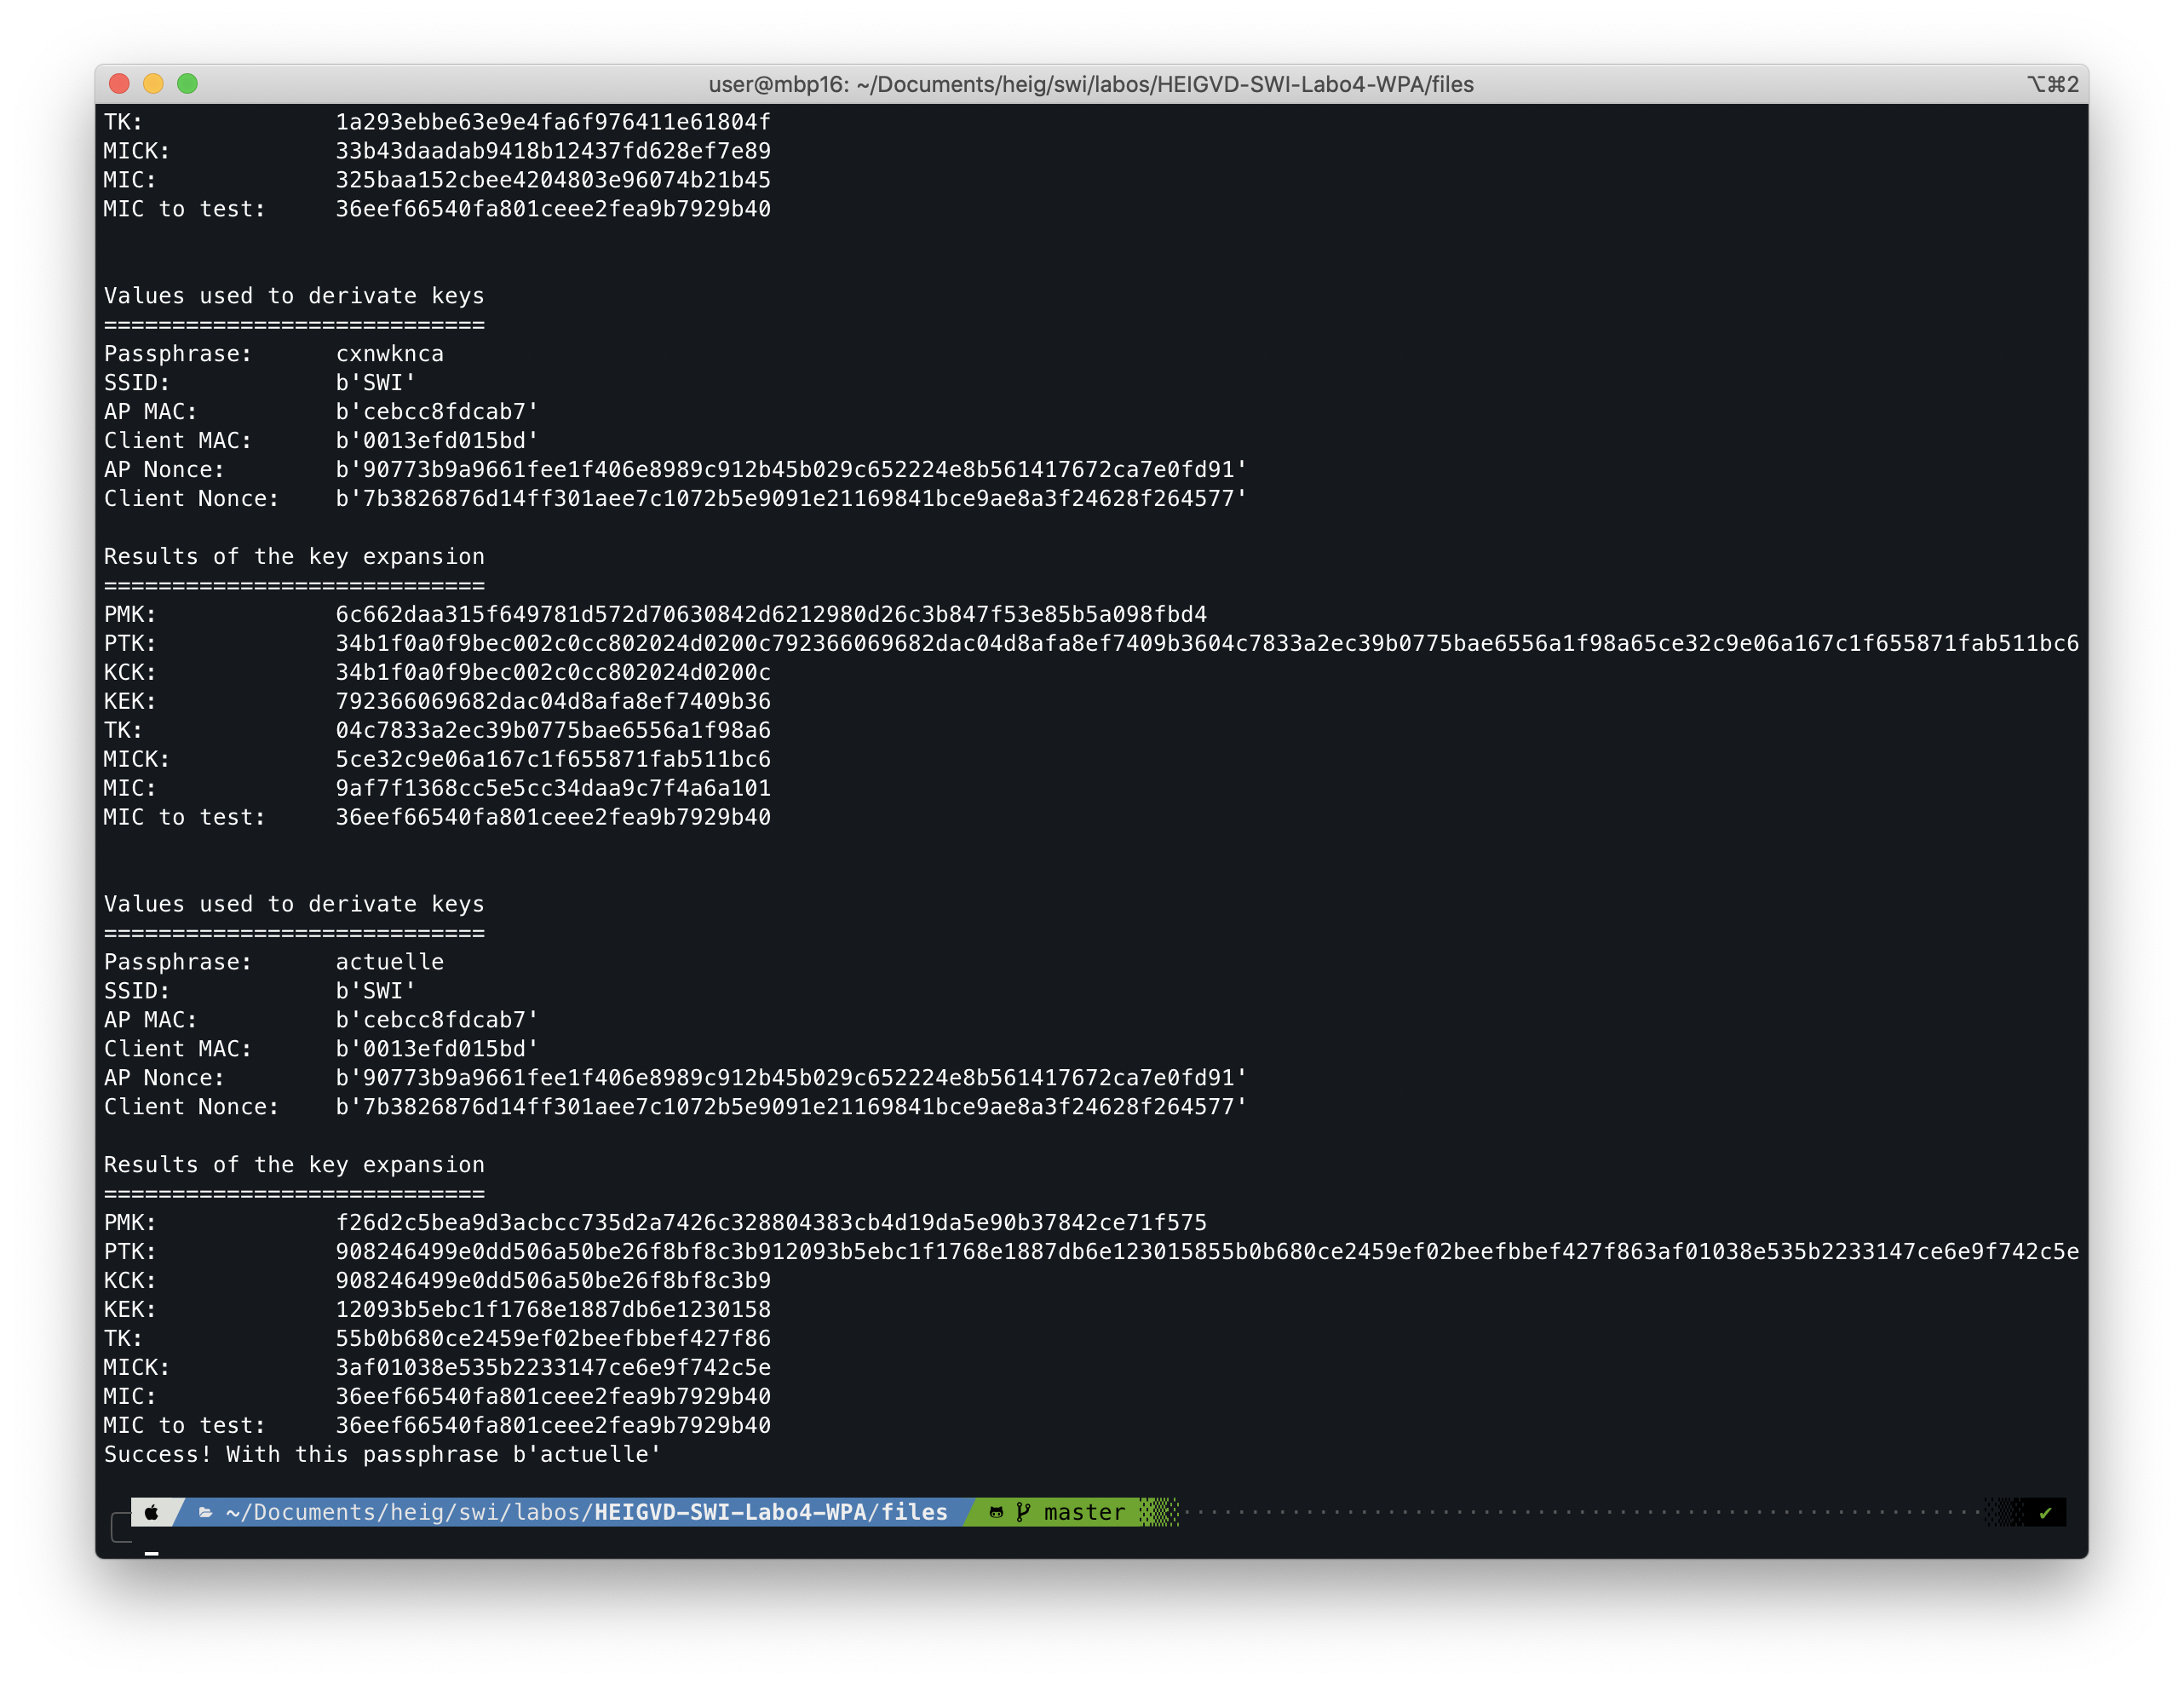 user@mbp16: ~/Documents/heig/swi/labos/HEIGVD-SWI-Labo4-WPA/files ⌥⌘2
TK: 1a293ebbe63e9e4fa6f976411e61804f
MICK: 33b43daadab9418b12437fd628ef7e89
MIC: 325baa152cbee4204803e96074b21b45
MIC to test: 36eef66540fa801ceee2fea9b7929b40
Values used to derivate keys
============================
Passphrase: cxnwknca
SSID: b'SWI'
AP MAC: b'cebcc8fdcab7'
Client MAC: b'0013efd015bd'
AP Nonce: b'90773b9a9661fee1f406e8989c912b45b029c652224e8b561417672ca7e0fd91'
Client Nonce: b'7b3826876d14ff301aee7c1072b5e9091e21169841bce9ae8a3f24628f264577'
Results of the key expansion
============================
PMK: 6c662daa315f649781d572d70630842d6212980d26c3b847f53e85b5a098fbd4
PTK: 34b1f0a0f9bec002c0cc802024d0200c792366069682dac04d8afa8ef7409b3604c7833a2ec39b0775bae6556a1f98a65ce32c9e06a167c1f655871fab511bc6
KCK: 34b1f0a0f9bec002c0cc802024d0200c
KEK: 792366069682dac04d8afa8ef7409b36
TK: 04c7833a2ec39b0775bae6556a1f98a6
MICK: 5ce32c9e06a167c1f655871fab511bc6
MIC: 9af7f1368cc5e5cc34daa9c7f4a6a101
MIC to test: 36eef66540fa801ceee2fea9b7929b40
Values used to derivate keys
============================
Passphrase: actuelle
SSID: b'SWI'
AP MAC: b'cebcc8fdcab7'
Client MAC: b'0013efd015bd'
AP Nonce: b'90773b9a9661fee1f406e8989c912b45b029c652224e8b561417672ca7e0fd91'
Client Nonce: b'7b3826876d14ff301aee7c1072b5e9091e21169841bce9ae8a3f24628f264577'
Results of the key expansion
============================
PMK: f26d2c5bea9d3acbcc735d2a7426c328804383cb4d19da5e90b37842ce71f575
PTK: 908246499e0dd506a50be26f8bf8c3b912093b5ebc1f1768e1887db6e123015855b0b680ce2459ef02beefbbef427f863af01038e535b2233147ce6e9f742c5e
KCK: 908246499e0dd506a50be26f8bf8c3b9
KEK: 12093b5ebc1f1768e1887db6e1230158
TK: 55b0b680ce2459ef02beefbbef427f86
MICK: 3af01038e535b2233147ce6e9f742c5e
MIC: 36eef66540fa801ceee2fea9b7929b40
MIC to test: 36eef66540fa801ceee2fea9b7929b40
Success! With this passphrase b'actuelle'
~/Documents/heig/swi/labos/HEIGVD-SWI-Labo4-WPA/files master ✔